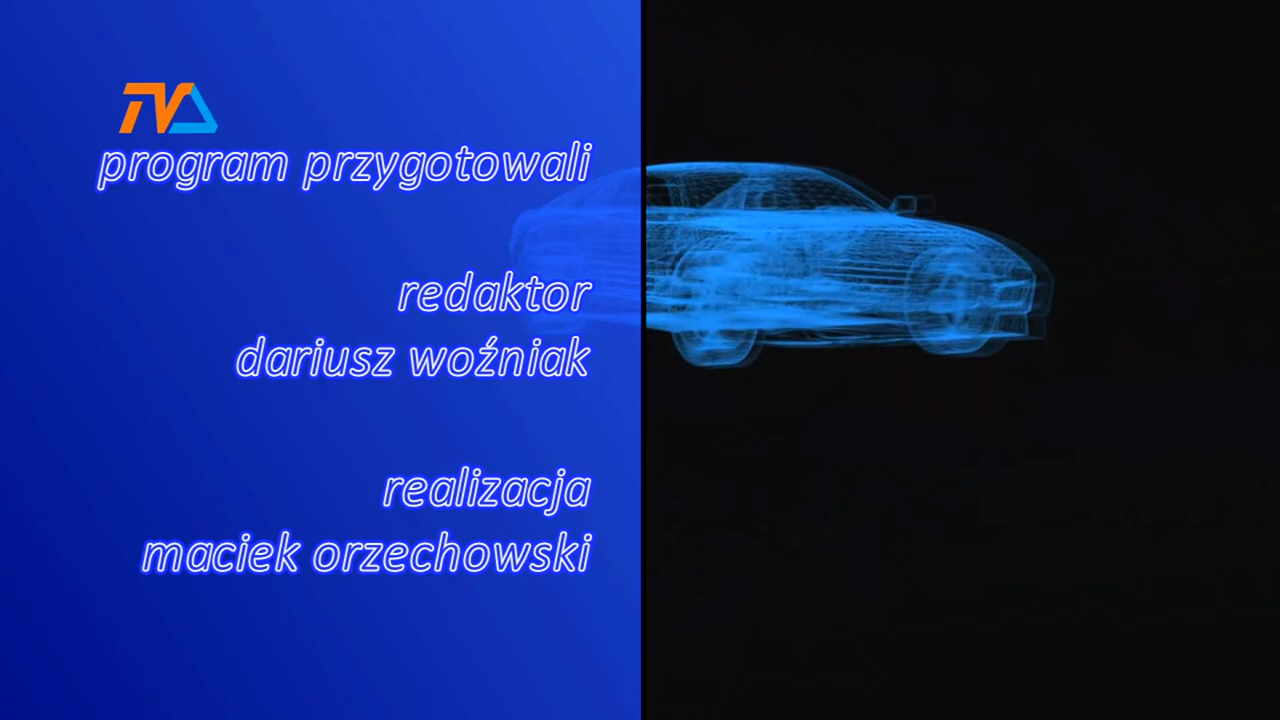 TVA
program przygotowali
redaktor
dariusz woźniak
realizacja
maciek orzechowski